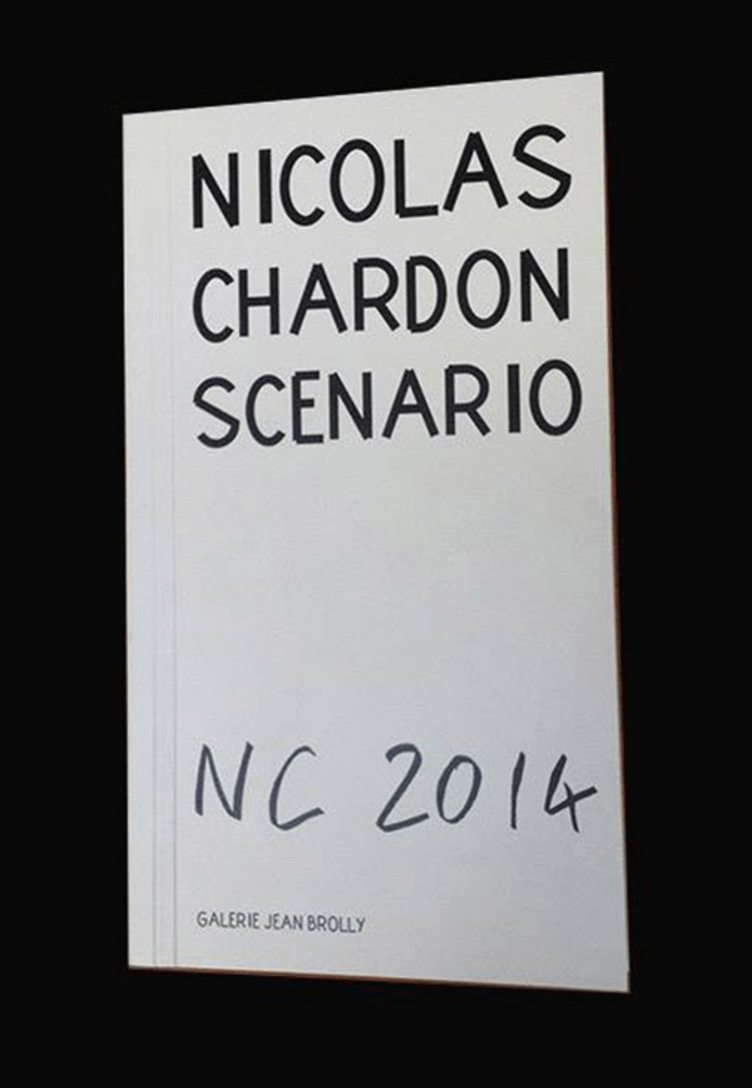 NICOLAS
CHARDON
SCENARIO
NC 2014
GALERIE JEAN BROLLY